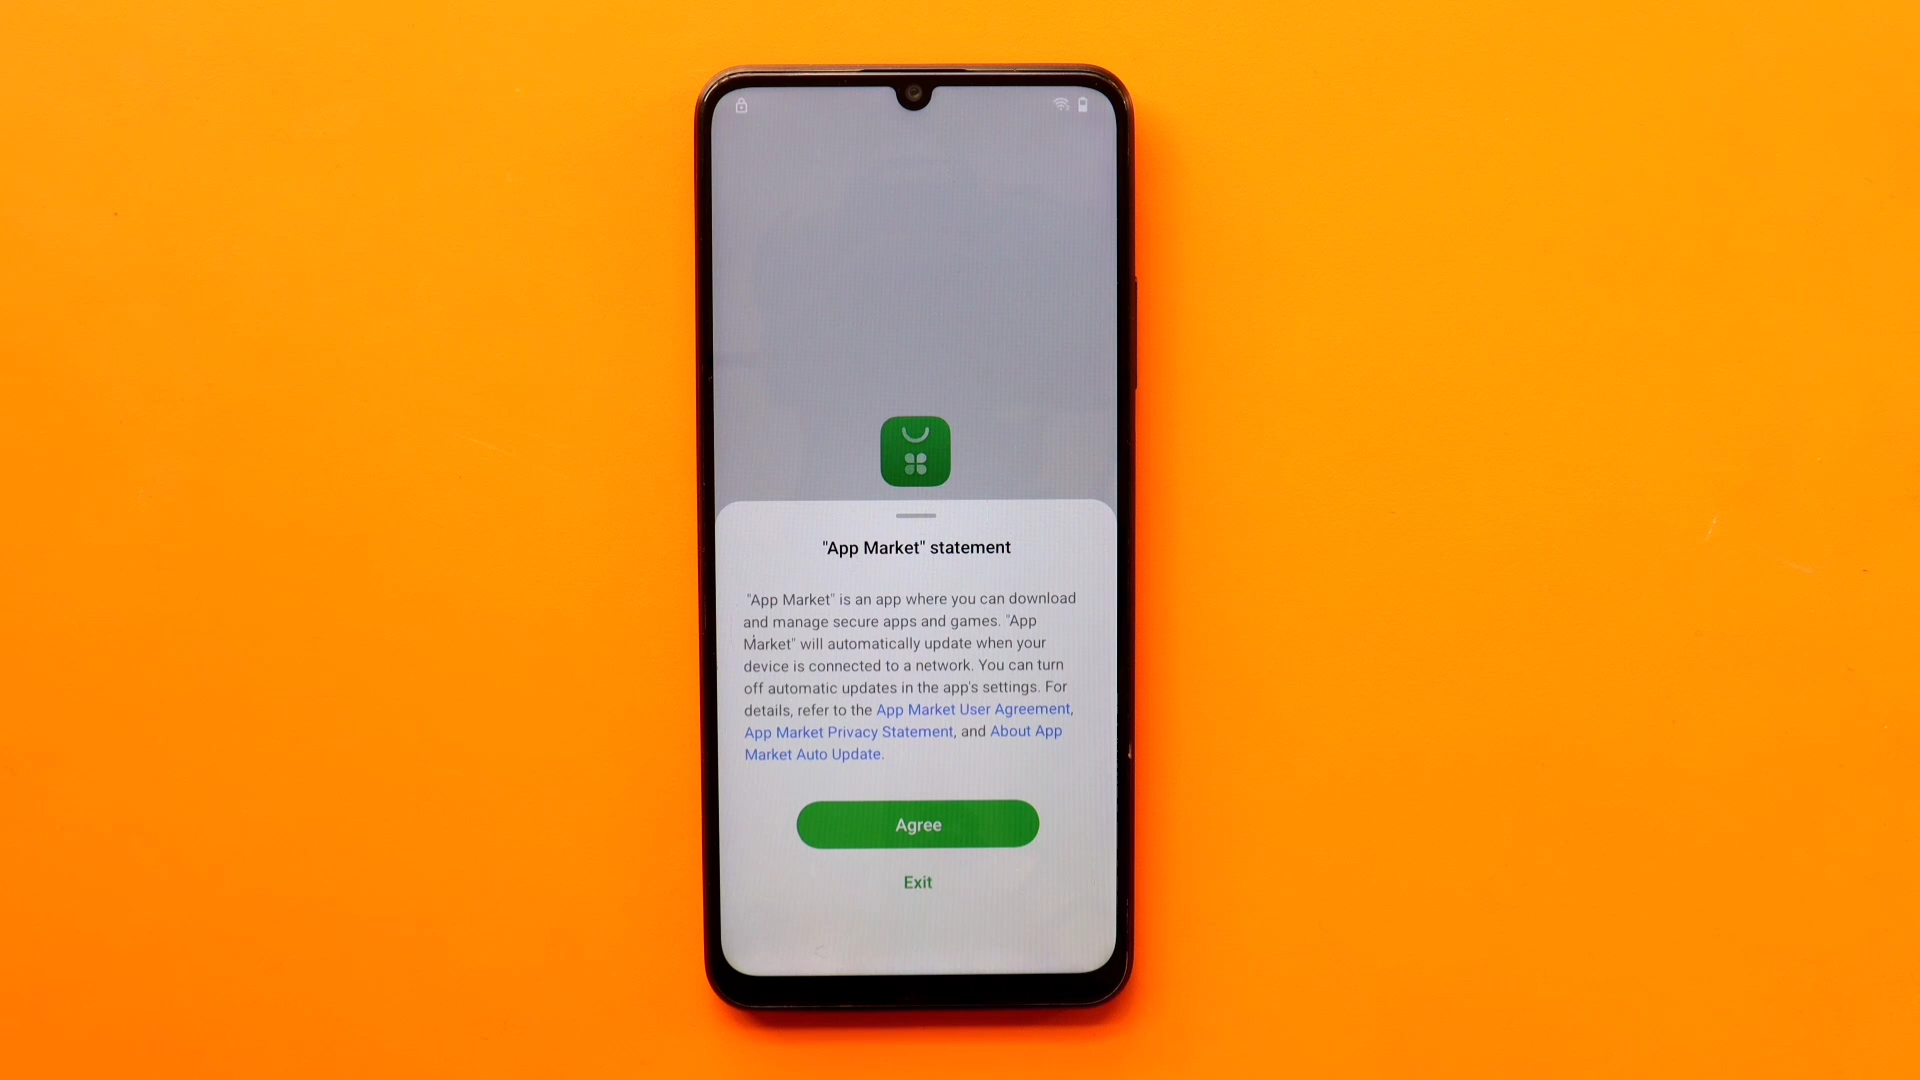 "App Market" statement
"App Market" is an app where you can download
and manage secure apps and games. "App
Market" will automatically update when your
device is connected to a network. You can turn
off automatic updates in the app's settings. For
details, refer to the App Market User Agreement,
App Market Privacy Statement, and About App
Market Auto Update.
Agree
Exit